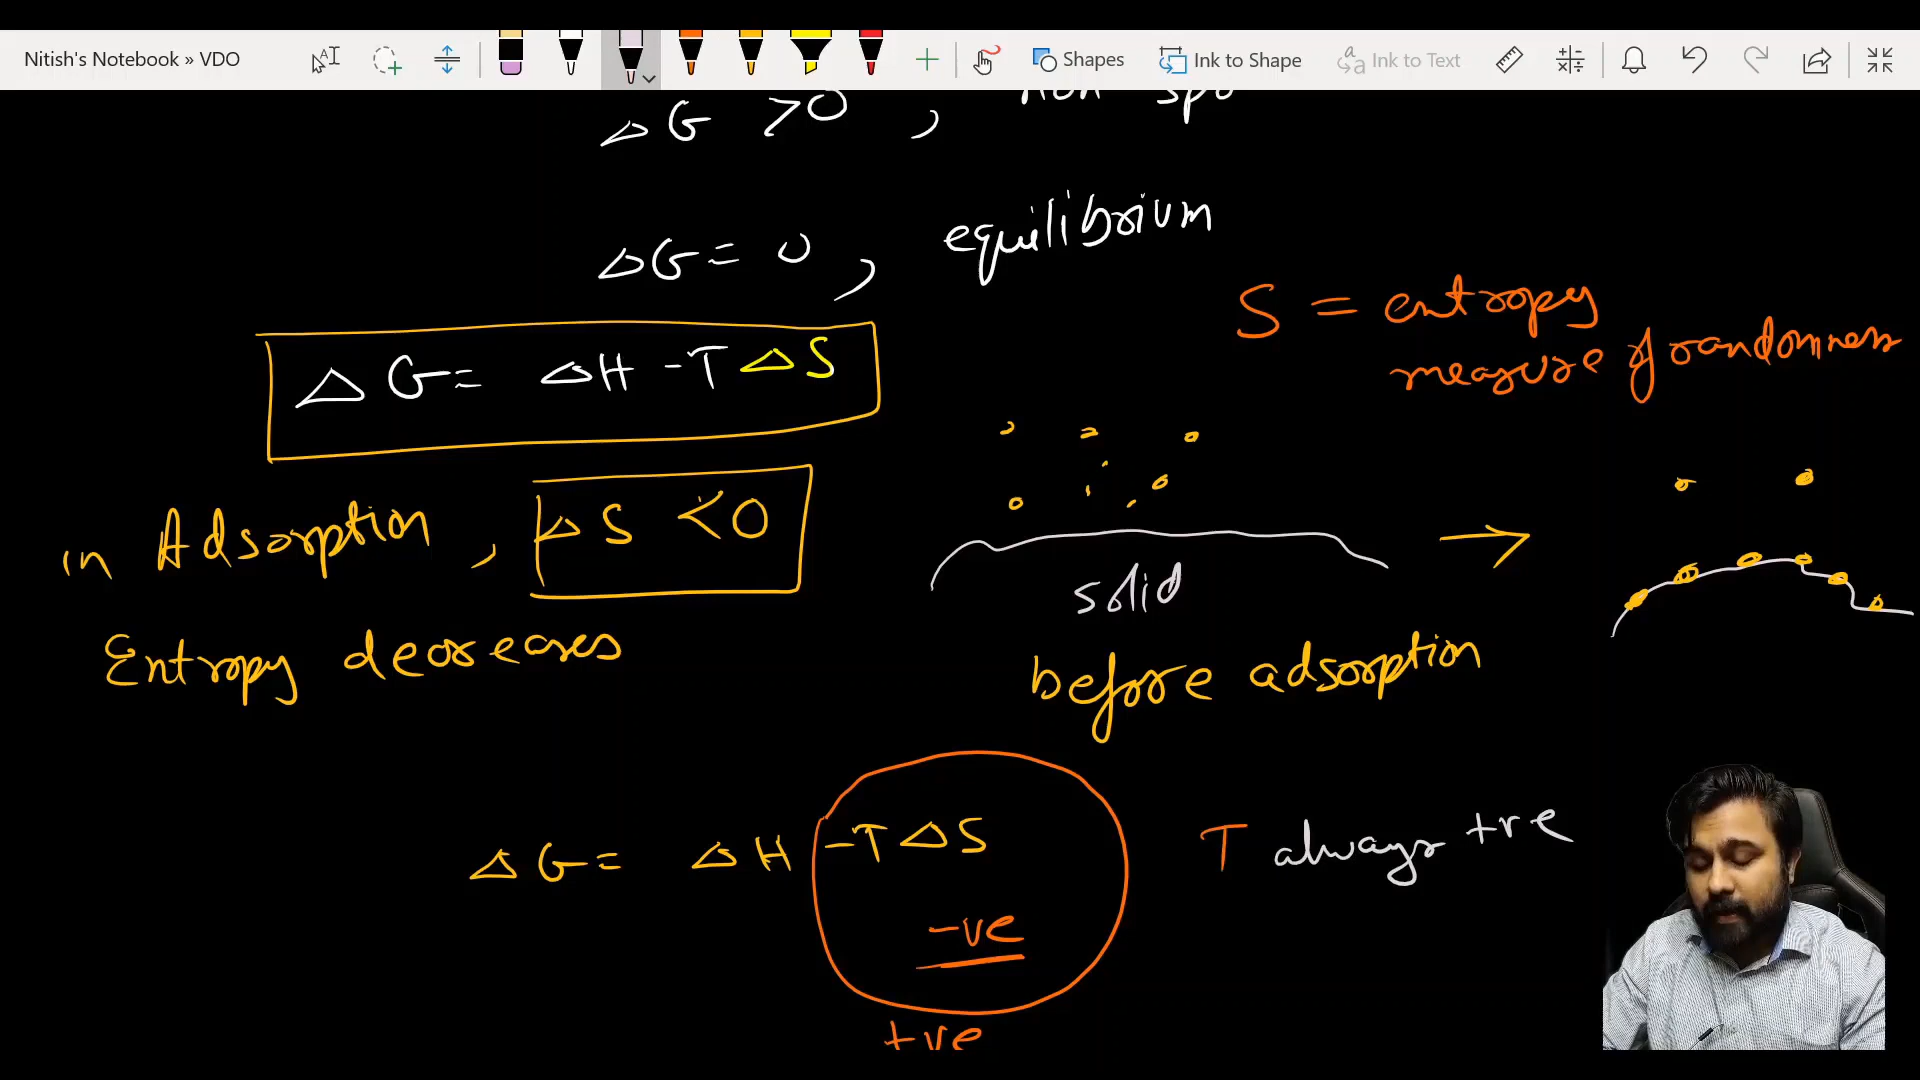 Nitish's Notebook » VDO
Shapes
Ink to Shape
Ink to Text
ΔG >0 , non
ΔG = 0 , equilibrium
S = entropy
measure of randomness
ΔG = ΔH -TΔS
in Adsorption, ΔS <0
solid
Entropy decreases
before adsorption
ΔG = ΔH -TΔS
T always +ve
-ve
+ve